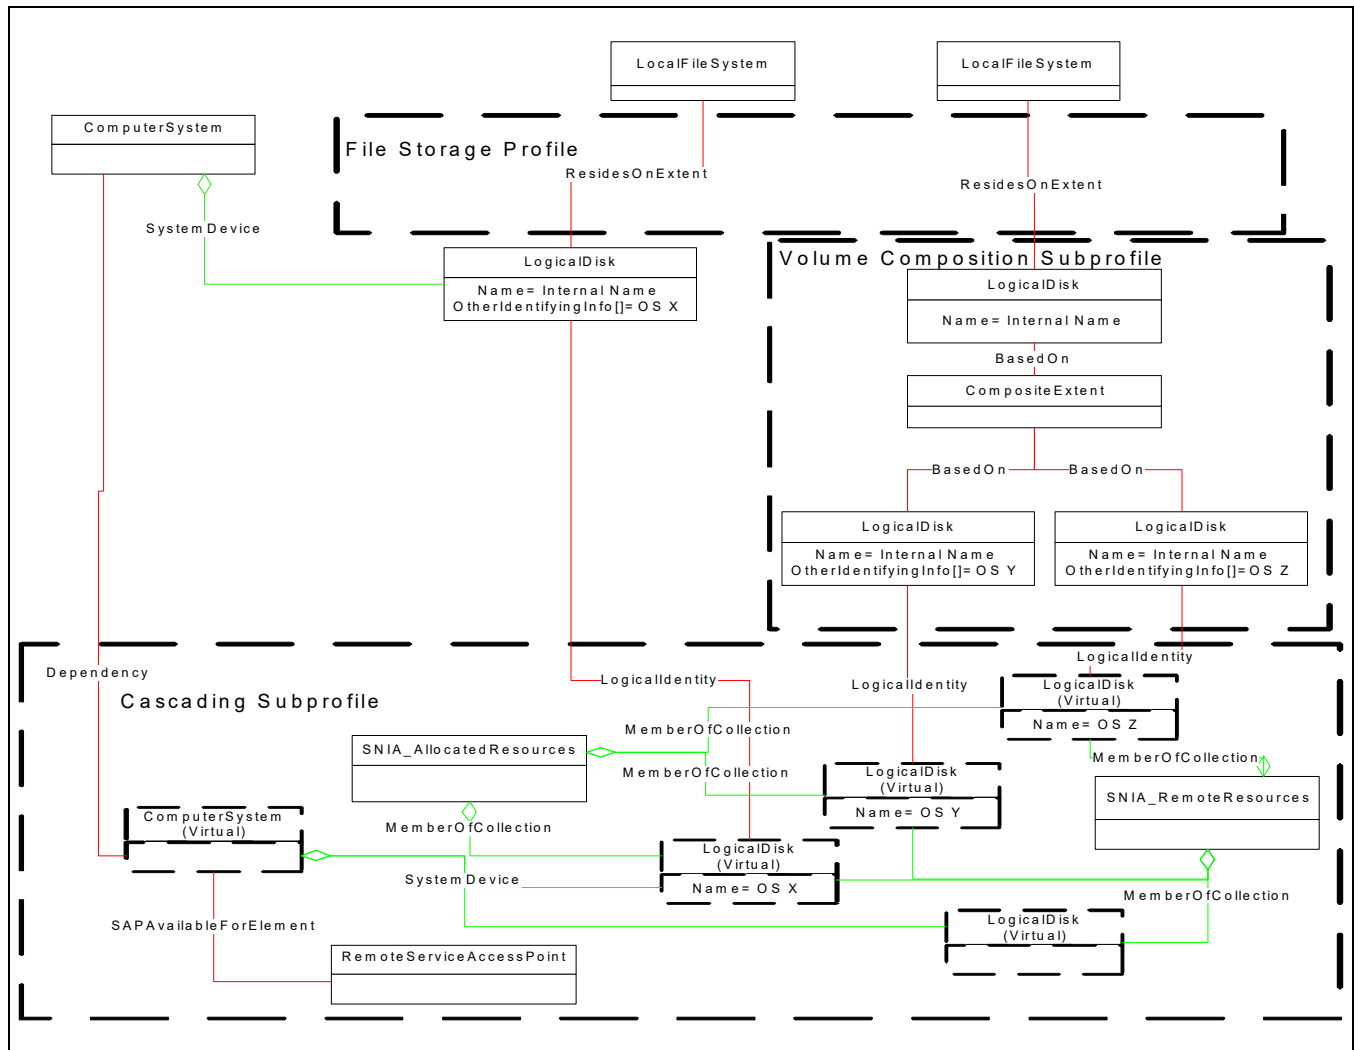 LocalFileSystem
LocalFileSystem
ComputerSystem
File Storage Profile
ResidesOnExtent
ResidesOnExtent
SystemDevice
LogicalDisk
Name= Internal Name
OtherIdentifyingInfo[]= OS X
Volume Composition Subprofile
LogicalDisk
Name= Internal Name
BasedOn
CompositeExtent
BasedOn
BasedOn
LogicalDisk
Name= Internal Name
OtherIdentifyingInfo[]= OS Y
LogicalDisk
Name= Internal Name
OtherIdentifyingInfo[]= OS Z
Dependency
Cascading Subprofile
LogicalIdentity
LogicalIdentity
LogicalIdentity
LogicalDisk
(Virtual)
Name= OS Z
MemberOfCollection
SNIA_AllocatedResources
MemberOfCollection
MemberOfCollection
LogicalDisk
(Virtual)
Name= OS Y
SNIA_RemoteResources
ComputerSystem
(Virtual)
MemberOfCollection
LogicalDisk
(Virtual)
Name= OS X
SystemDevice
MemberOfCollection
SAPAvailableForElement
LogicalDisk
(Virtual)
RemoteServiceAccessPoint